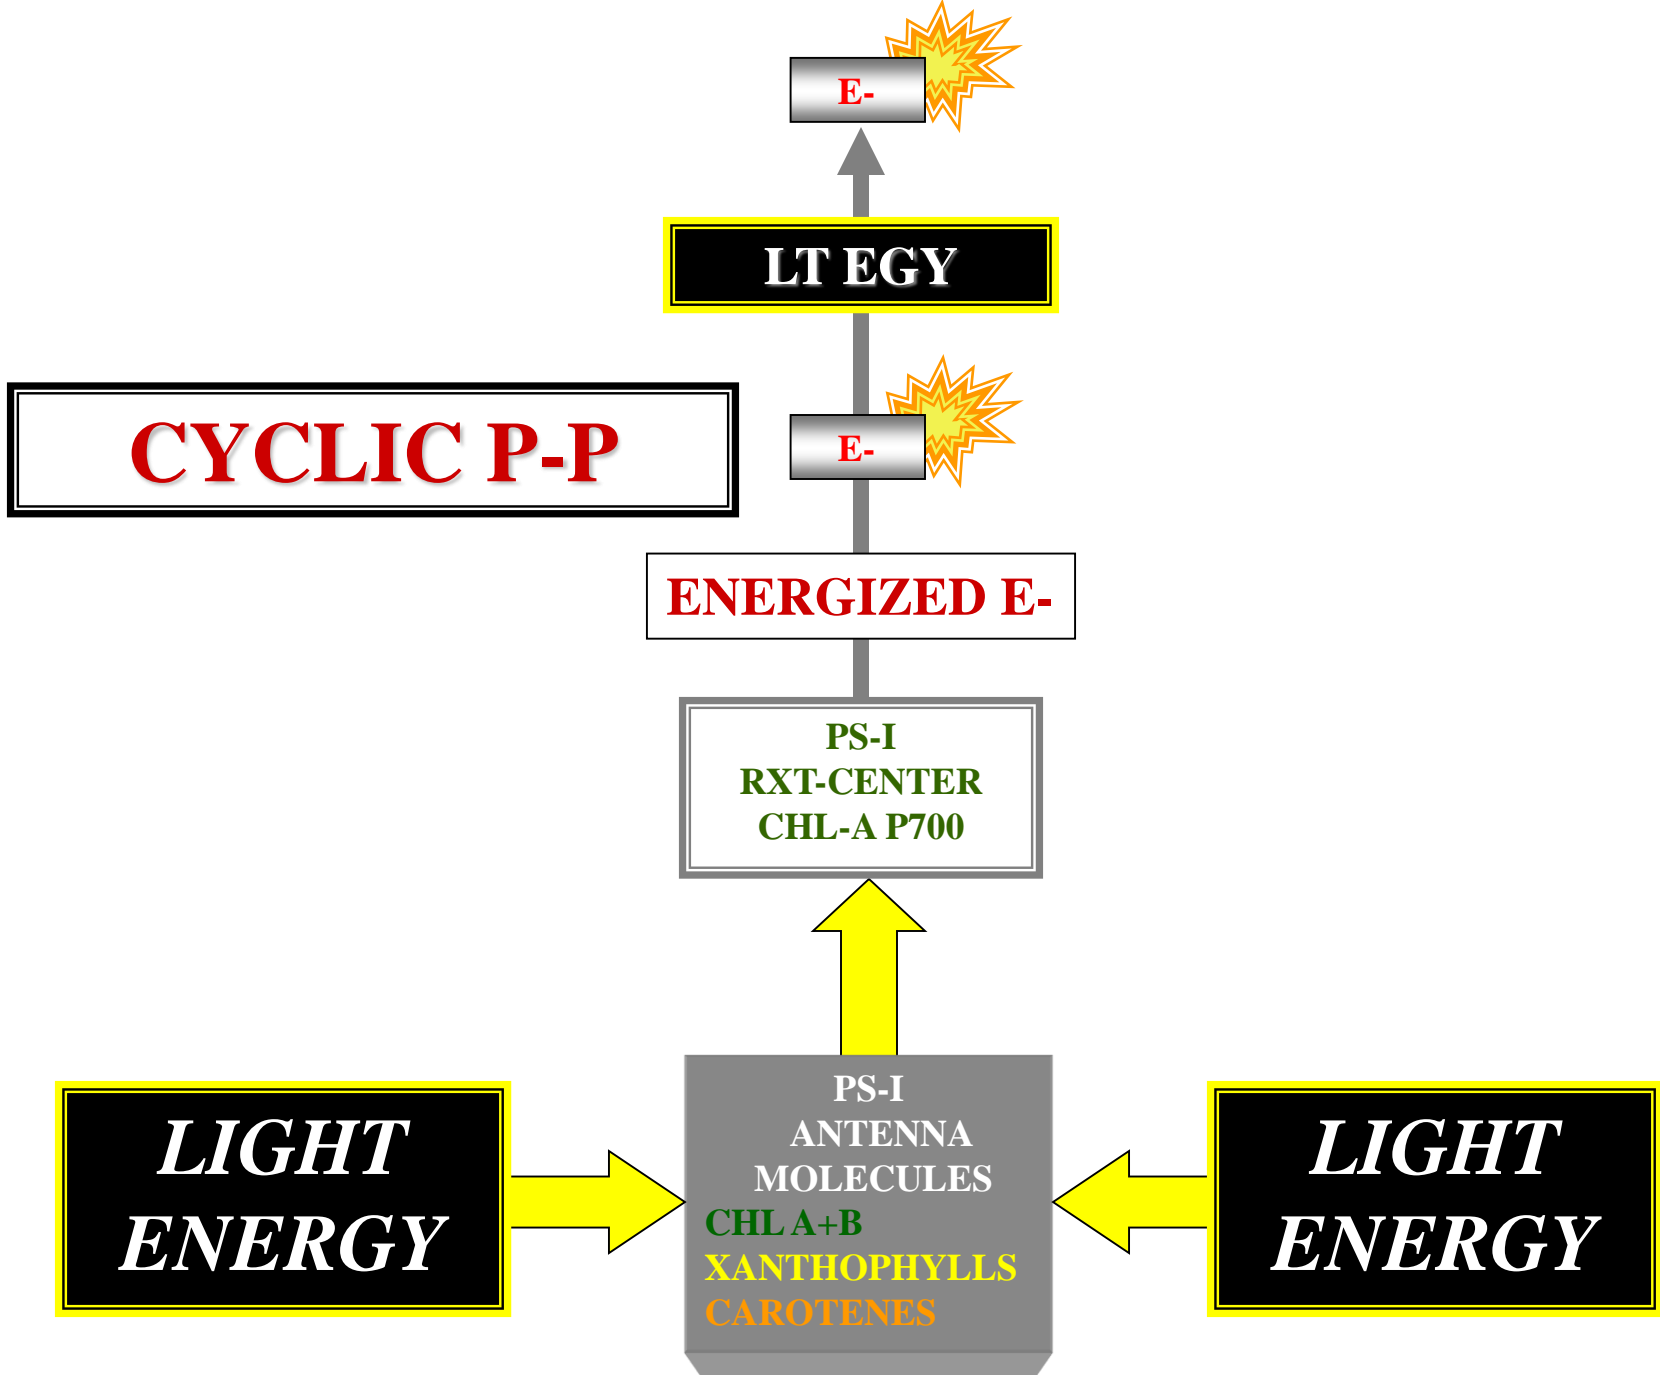 E-
LT EGY
CYCLIC P-P
E-
ENERGIZED E-
PS-I
RXT-CENTER
CHL-A P700
LIGHT
ENERGY
PS-I
ANTENNA
MOLECULES
CHL A+B
XANTHOPHYLLS
CAROTENES
LIGHT
ENERGY